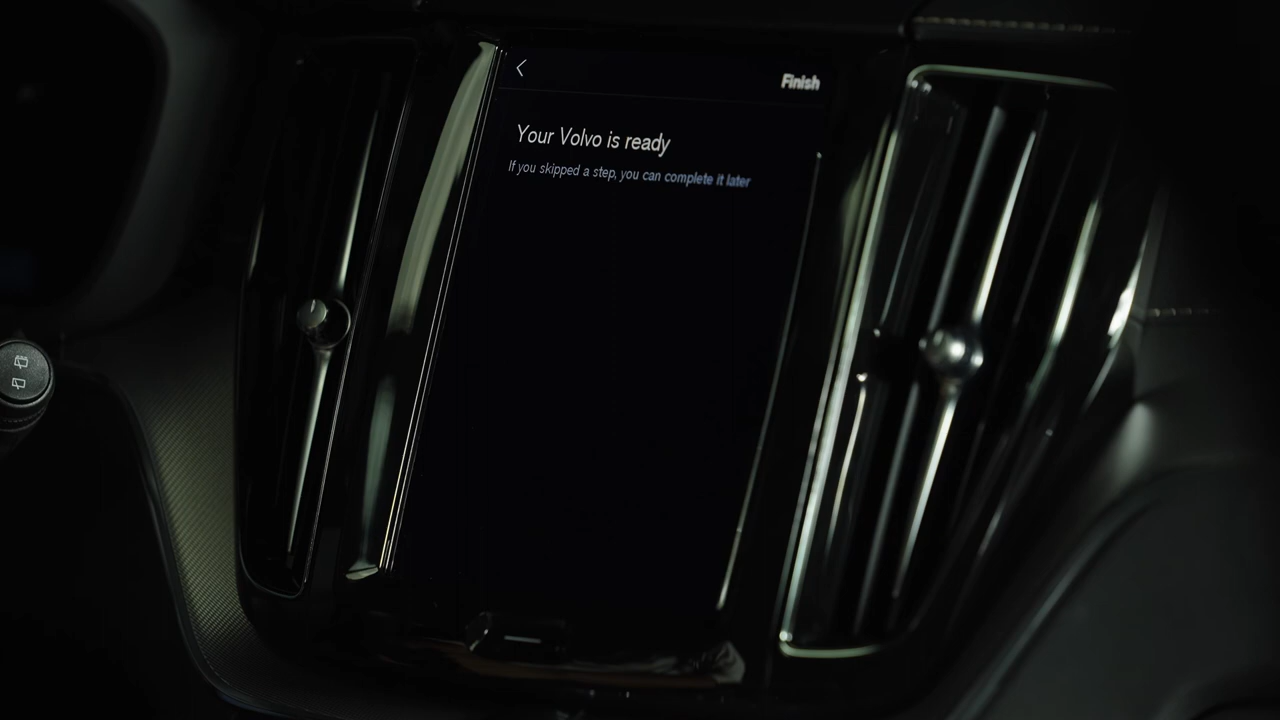 Finish
Your Volvo is ready
If you skipped a step, you can complete it later